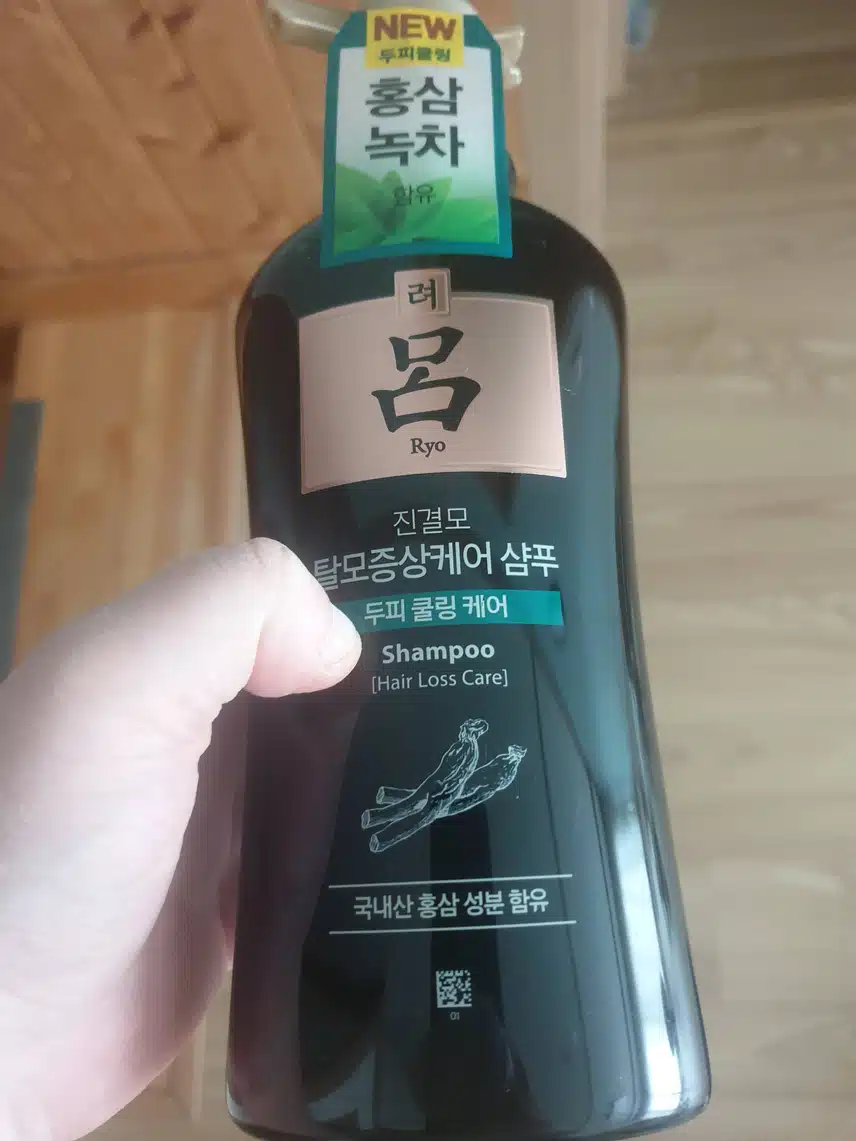 NEW
두피쿨링
홍삼
녹차
함유
려
呂
Ryo
진결모
탈모증상케어 샴푸
두피 쿨링 케어
Shampoo
[Hair Loss Care]
국내산 홍삼 성분 함유
01